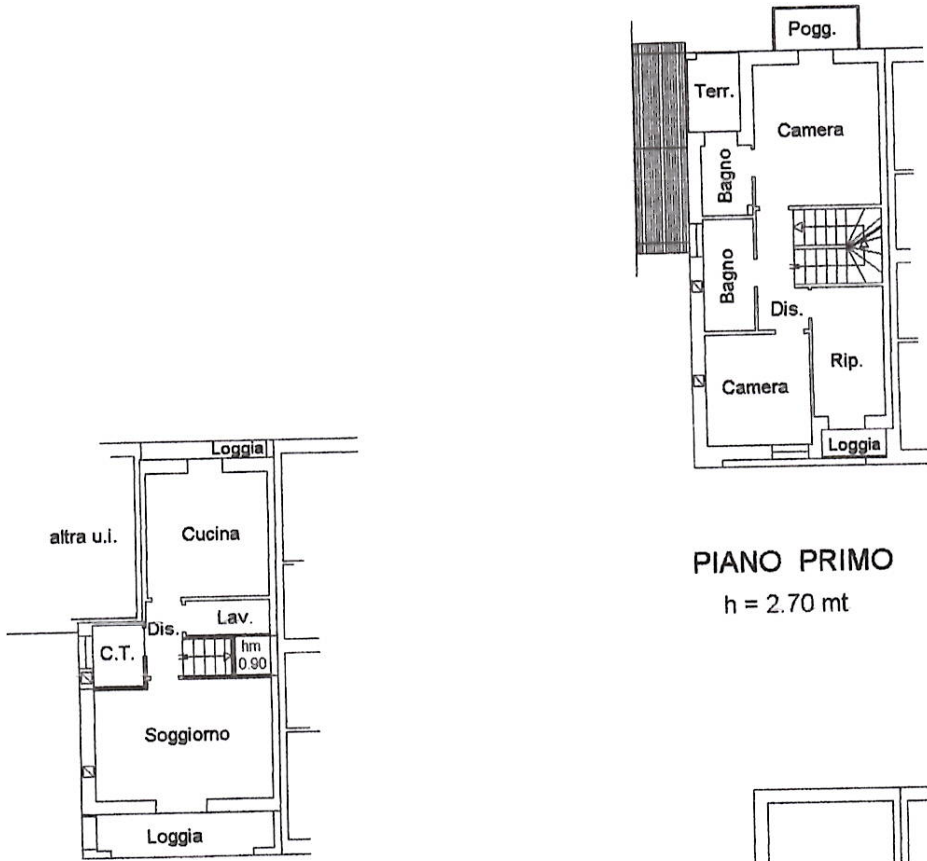 Pogg.
Terr.
Camera
Bagno
Bagno
Dis.
Rip.
Camera
Loggia
PIANO PRIMO
h = 2.70 mt
Loggia
altra u.i.
Cucina
Dis.
Lav.
C.T.
hm
0.90
Soggiorno
Loggia